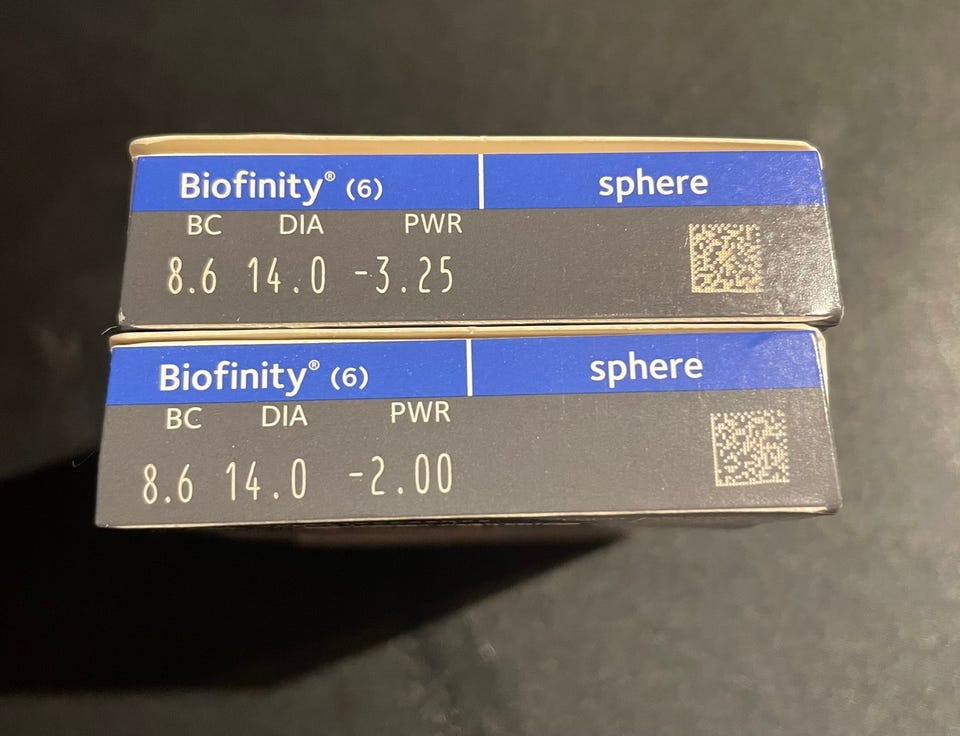 Biofinity® (6) sphere
BC DIA PWR
8.6 14.0 -3.25
Biofinity® (6) sphere
BC DIA PWR
8.6 14.0 -2.00